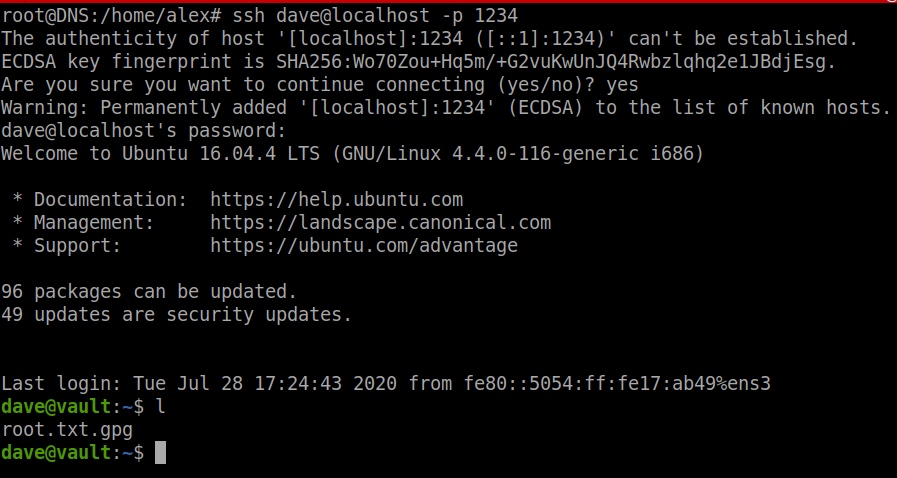 root@DNS:/home/alex# ssh dave@localhost -p 1234
The authenticity of host '[localhost]:1234 ([::1]:1234)' can't be established.
ECDSA key fingerprint is SHA256:Wo70Zou+Hq5m/+G2vuKwUnJQ4Rwbzlqhq2e1JBdjEsg.
Are you sure you want to continue connecting (yes/no)? yes
Warning: Permanently added '[localhost]:1234' (ECDSA) to the list of known hosts.
dave@localhost's password:
Welcome to Ubuntu 16.04.4 LTS (GNU/Linux 4.4.0-116-generic i686)
* Documentation:  https://help.ubuntu.com
* Management:     https://landscape.canonical.com
* Support:        https://ubuntu.com/advantage
96 packages can be updated.
49 updates are security updates.
Last login: Tue Jul 28 17:24:43 2020 from fe80::5054:ff:fe17:ab49%ens3
dave@vault:~$ l
root.txt.gpg
dave@vault:~$